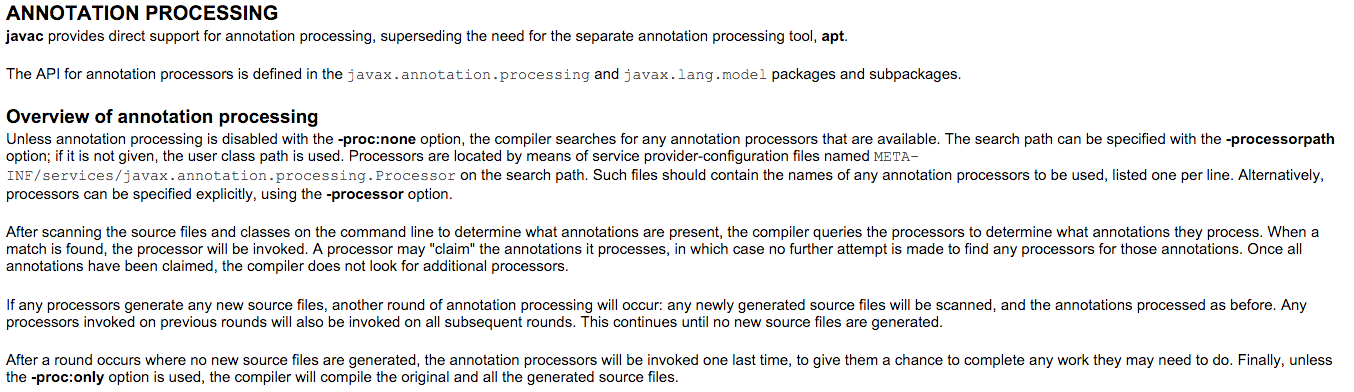 ANNOTATION PROCESSING
javac provides direct support for annotation processing, superseding the need for the separate annotation processing tool, apt.
The API for annotation processors is defined in the javax.annotation.processing and javax.lang.model packages and subpackages.
Overview of annotation processing
Unless annotation processing is disabled with the -proc:none option, the compiler searches for any annotation processors that are available. The search path can be specified with the -processorpath
option; if it is not given, the user class path is used. Processors are located by means of service provider-configuration files named META-
INF/services/javax.annotation.processing.Processor on the search path. Such files should contain the names of any annotation processors to be used, listed one per line. Alternatively,
processors can be specified explicitly, using the -processor option.
After scanning the source files and classes on the command line to determine what annotations are present, the compiler queries the processors to determine what annotations they process. When a
match is found, the processor will be invoked. A processor may "claim" the annotations it processes, in which case no further attempt is made to find any processors for those annotations. Once all
annotations have been claimed, the compiler does not look for additional processors.
If any processors generate any new source files, another round of annotation processing will occur: any newly generated source files will be scanned, and the annotations processed as before. Any
processors invoked on previous rounds will also be invoked on all subsequent rounds. This continues until no new source files are generated.
After a round occurs where no new source files are generated, the annotation processors will be invoked one last time, to give them a chance to complete any work they may need to do. Finally, unless
the -proc:only option is used, the compiler will compile the original and all the generated source files.